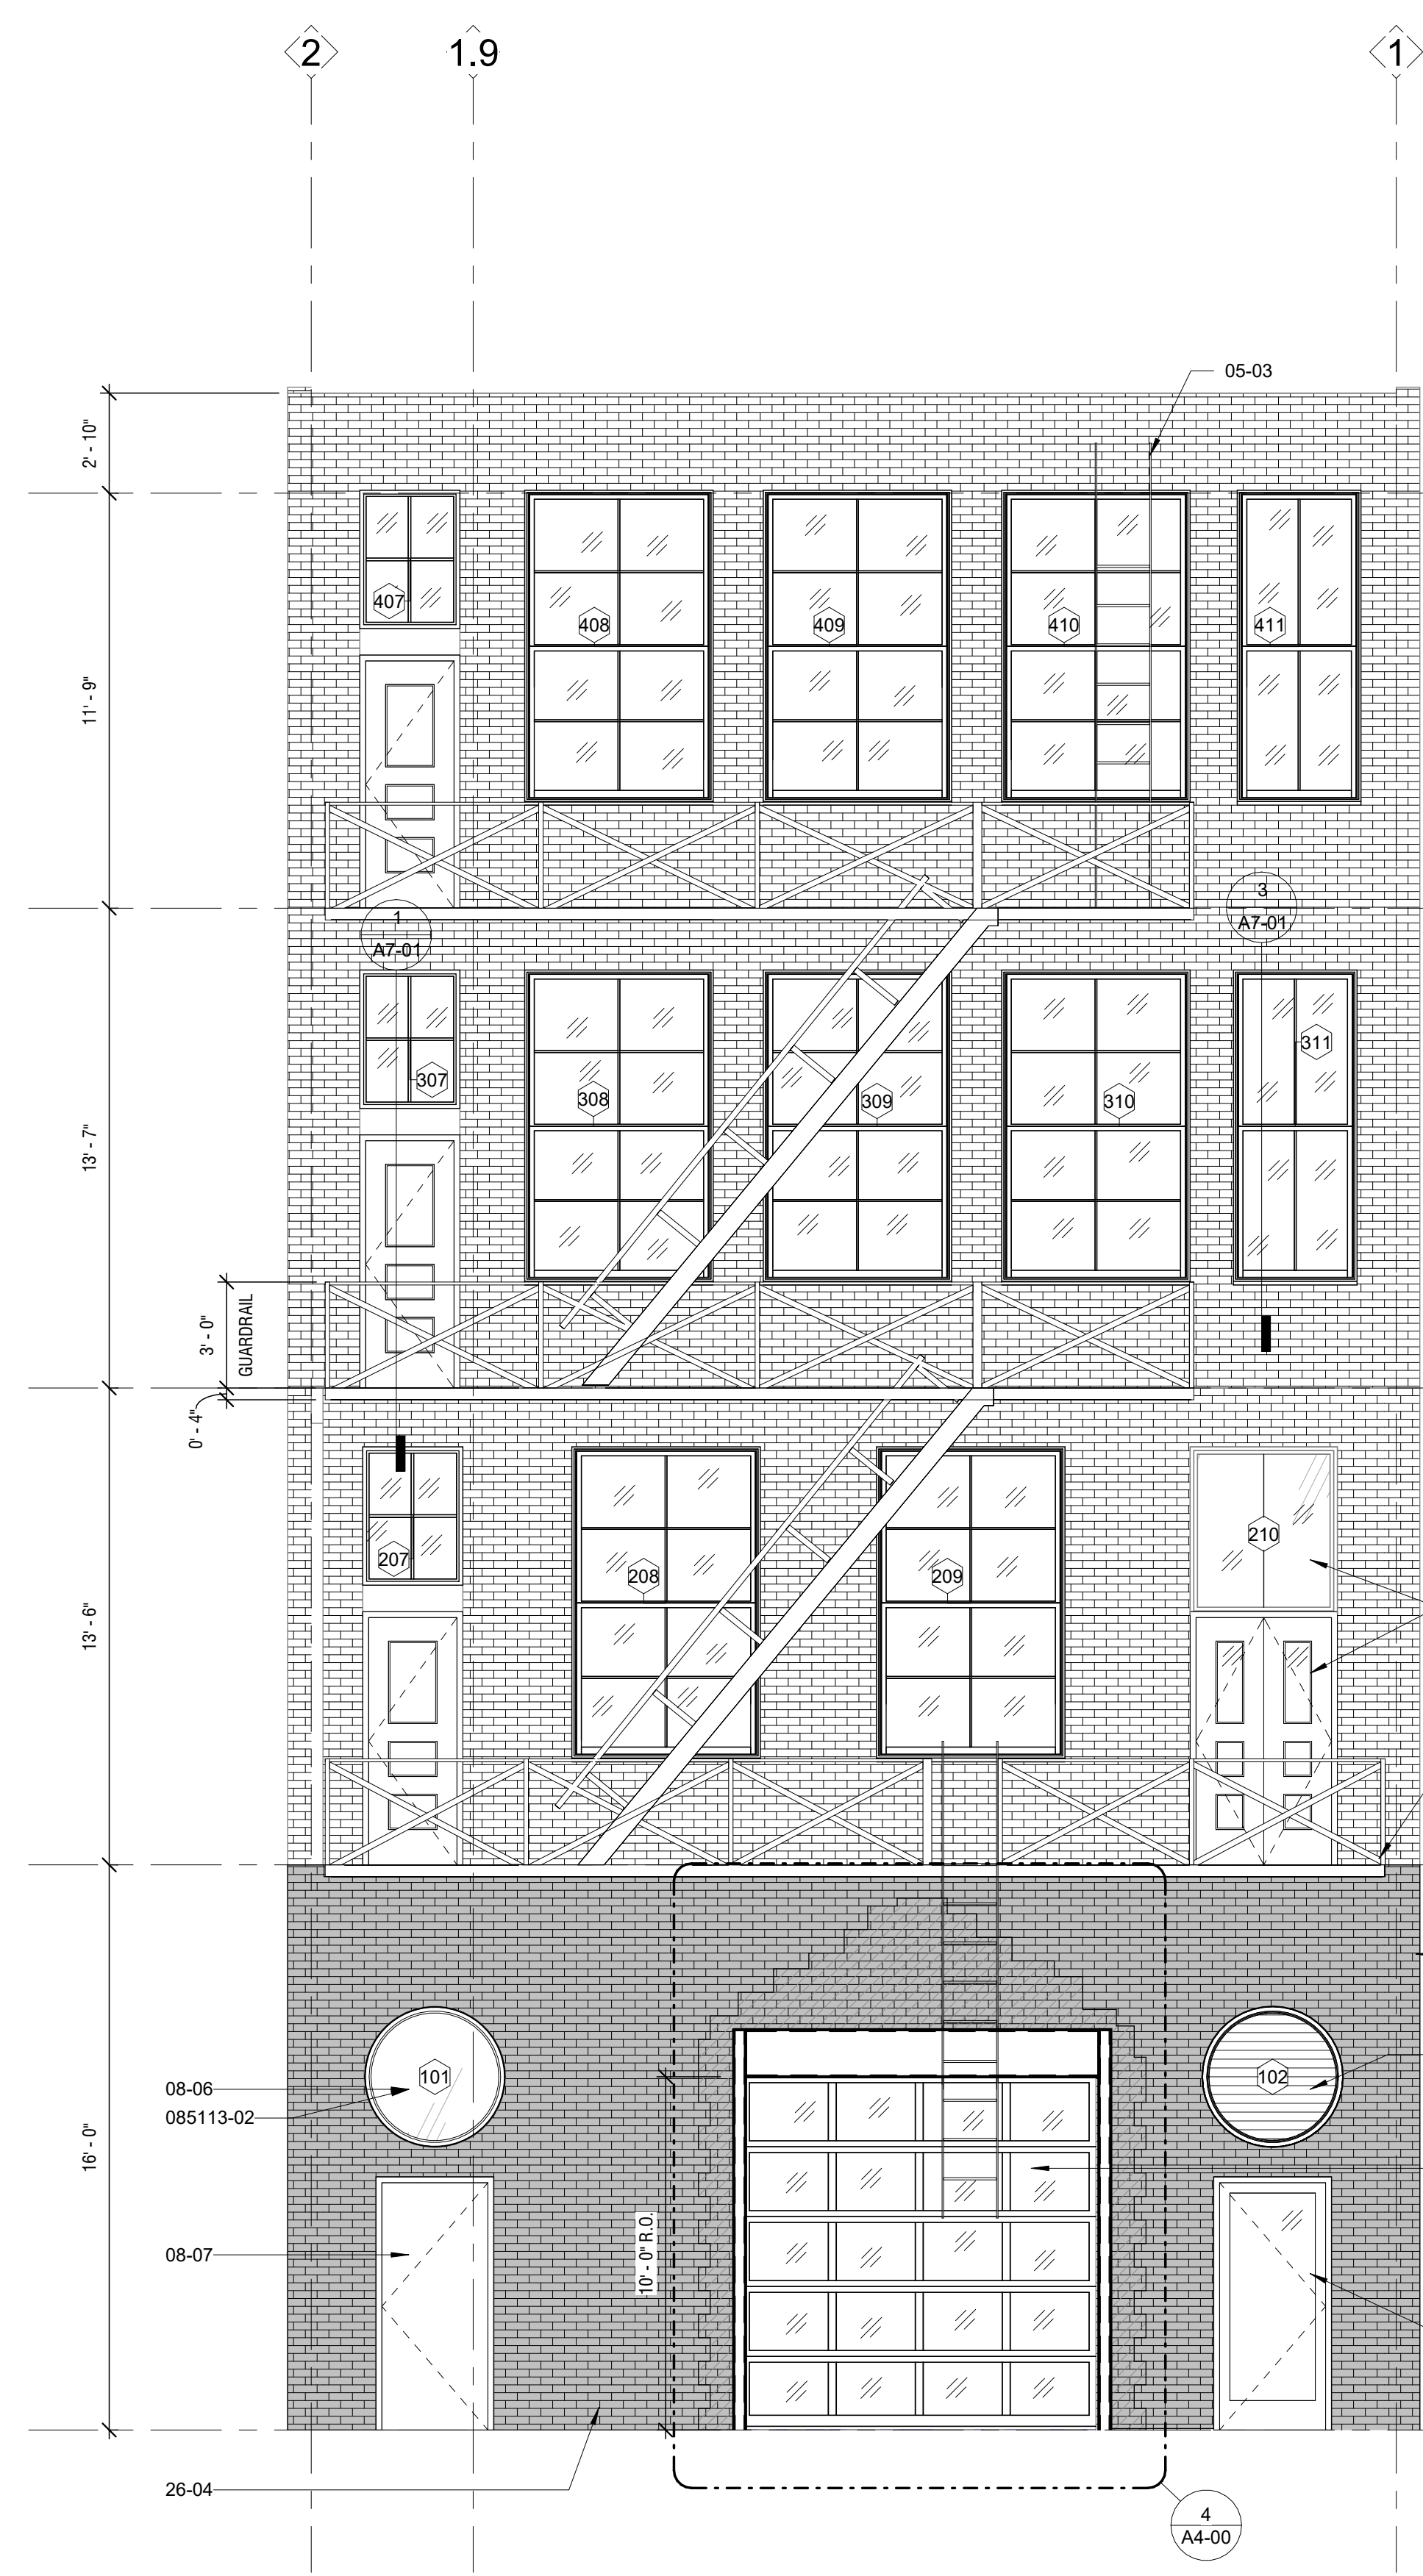 2
1.9
1
05-03
2' - 10"
407
408
409
410
411
11' - 9"
1
A7-01
3
A7-01
307
308
309
310
311
13' - 7"
3' - 0"
GUARDRAIL
0' - 4"
207
208
209
210
13' - 6"
101
102
08-06
085113-02
16' - 0"
08-07
10' - 0" R.O.
26-04
4
A4-00